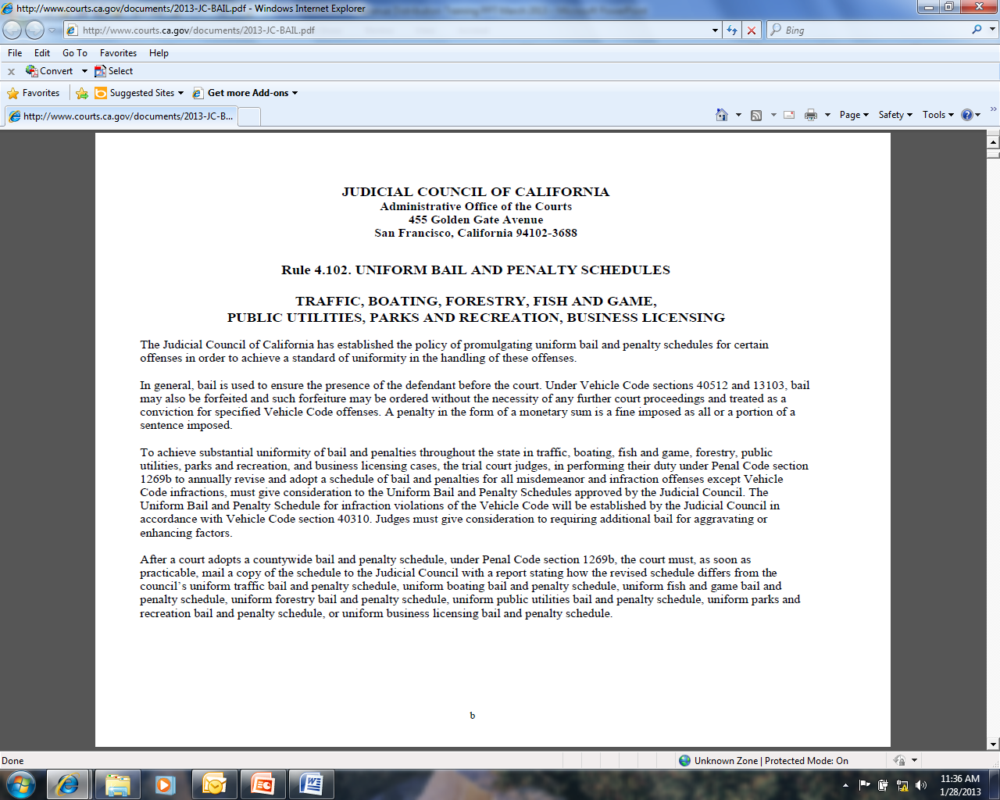 http://www.courts.ca.gov/documents/2013-JC-BAIL.pdf - Windows Internet Explorer
http://www.courts.ca.gov/documents/2013-JC-BAIL.pdf
Bing
File Edit Go To Favorites Help
x Convert Select
Favorites Suggested Sites Get more Add-ons
http://www.courts.ca.gov/documents/2013-JC-B...
Page Safety Tools
JUDICIAL COUNCIL OF CALIFORNIA
Administrative Office of the Courts
455 Golden Gate Avenue
San Francisco, California 94102-3688
Rule 4.102. UNIFORM BAIL AND PENALTY SCHEDULES
TRAFFIC, BOATING, FORESTRY, FISH AND GAME,
PUBLIC UTILITIES, PARKS AND RECREATION, BUSINESS LICENSING
The Judicial Council of California has established the policy of promulgating uniform bail and penalty schedules for certain
offenses in order to achieve a standard of uniformity in the handling of these offenses.
In general, bail is used to ensure the presence of the defendant before the court. Under Vehicle Code sections 40512 and 13103, bail
may also be forfeited and such forfeiture may be ordered without the necessity of any further court proceedings and treated as a
conviction for specified Vehicle Code offenses. A penalty in the form of a monetary sum is a fine imposed as all or a portion of a
sentence imposed.
To achieve substantial uniformity of bail and penalties throughout the state in traffic, boating, fish and game, forestry, public
utilities, parks and recreation, and business licensing cases, the trial court judges, in performing their duty under Penal Code section
1269b to annually revise and adopt a schedule of bail and penalties for all misdemeanor and infraction offenses except Vehicle
Code infractions, must give consideration to the Uniform Bail and Penalty Schedules approved by the Judicial Council. The
Uniform Bail and Penalty Schedule for infraction violations of the Vehicle Code will be established by the Judicial Council in
accordance with Vehicle Code section 40310. Judges must give consideration to requiring additional bail for aggravating or
enhancing factors.
After a court adopts a countywide bail and penalty schedule, under Penal Code section 1269b, the court must, as soon as
practicable, mail a copy of the schedule to the Judicial Council with a report stating how the revised schedule differs from the
council's uniform traffic bail and penalty schedule, uniform boating bail and penalty schedule, uniform fish and game bail and
penalty schedule, uniform forestry bail and penalty schedule, uniform public utilities bail and penalty schedule, uniform parks and
recreation bail and penalty schedule, or uniform business licensing bail and penalty schedule.
b
Done
Unknown Zone | Protected Mode: On
11:36 AM
1/28/2013